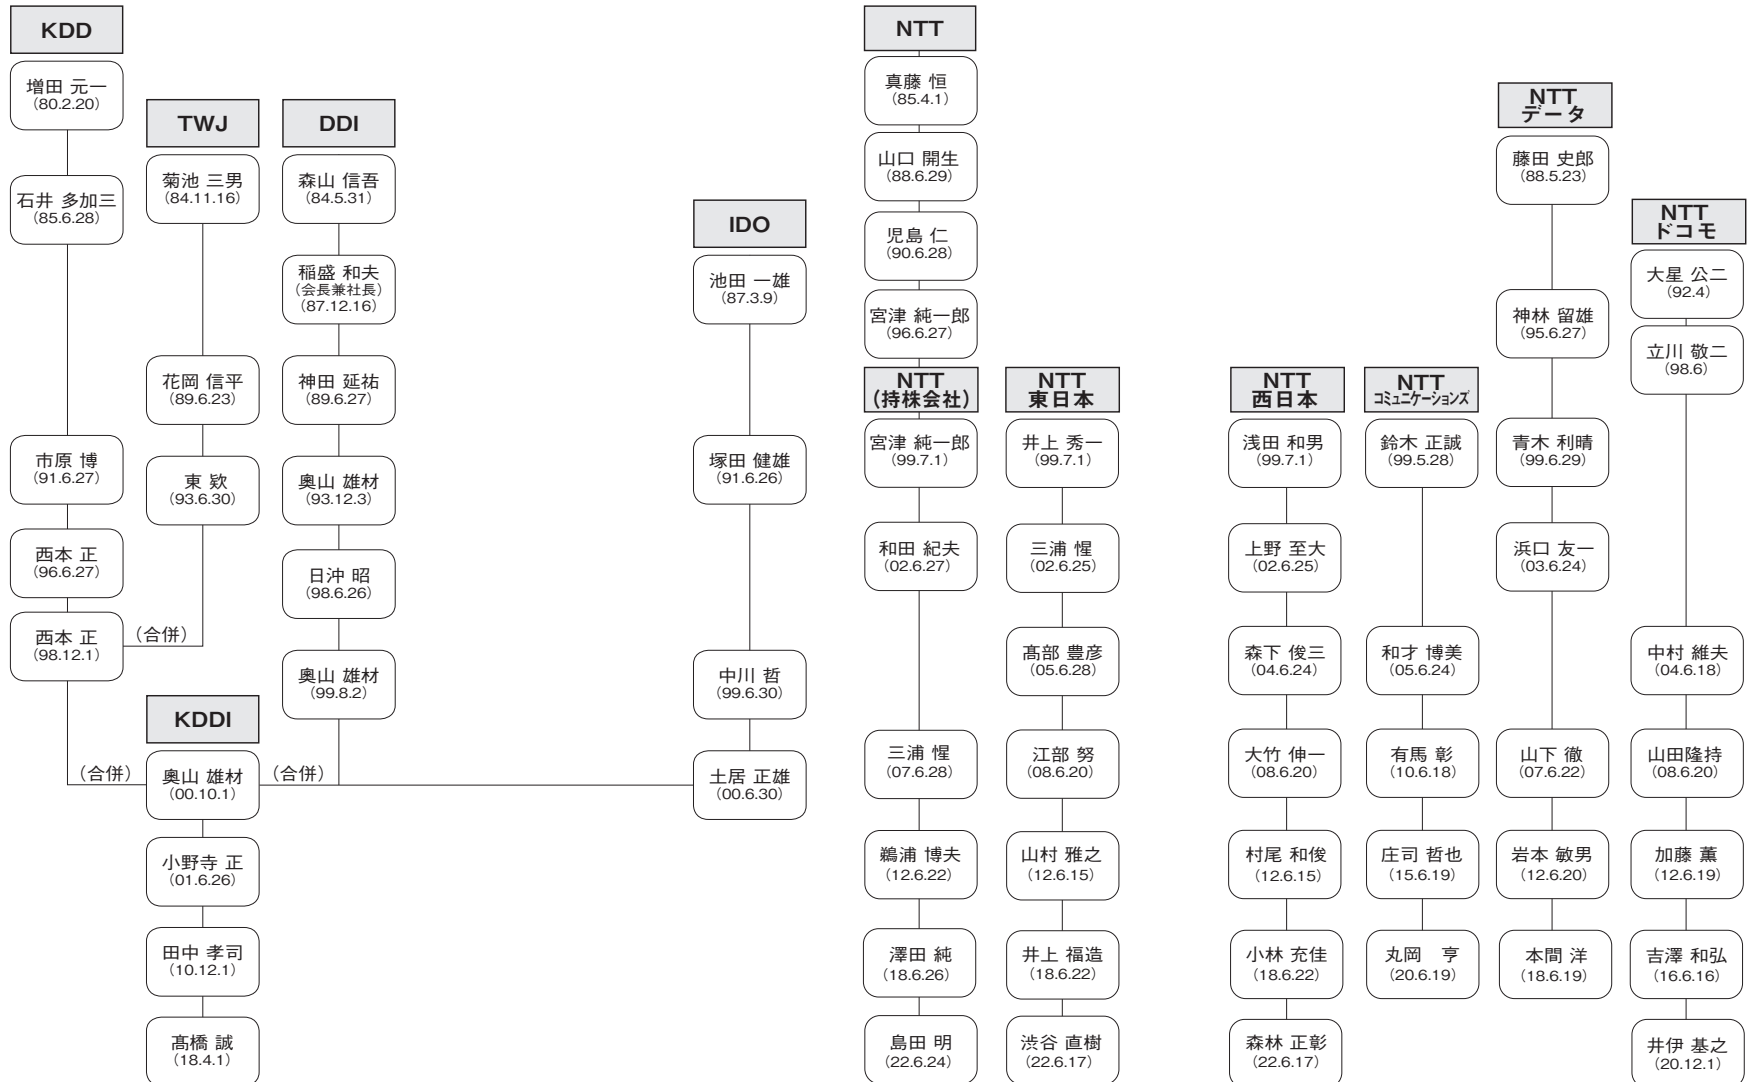 KDD
増田 元一
(80.2.20)
石井 多加三
(85.6.28)
市原 博
(91.6.27)
西本 正
(96.6.27)
西本 正
(98.12.1)
(合併)
TWJ
菊池 三男
(84.11.16)
花岡 信平
(89.6.23)
東 欵
(93.6.30)
(合併)
DDI
森山 信吾
(84.5.31)
稲盛 和夫
(会長兼社長)
(87.12.16)
神田 延祐
(89.6.27)
奥山 雄材
(93.12.3)
日沖 昭
(98.6.26)
奥山 雄材
(99.8.2)
(合併)
KDDI
奥山 雄材
(00.10.1)
小野寺 正
(01.6.26)
田中 孝司
(10.12.1)
髙橋 誠
(18.4.1)
IDO
池田 一雄
(87.3.9)
塚田 健雄
(91.6.26)
中川 哲
(99.6.30)
土居 正雄
(00.6.30)
NTT
真藤 恒
(85.4.1)
山口 開生
(88.6.29)
児島 仁
(90.6.28)
宮津 純一郎
(96.6.27)
NTT
(持株会社)
宮津 純一郎
(99.7.1)
和田 紀夫
(02.6.27)
三浦 惺
(07.6.28)
鵜浦 博夫
(12.6.22)
澤田 純
(18.6.26)
島田 明
(22.6.24)
NTT
東日本
井上 秀一
(99.7.1)
三浦 惺
(02.6.25)
髙部 豊彦
(05.6.28)
江部 努
(08.6.20)
山村 雅之
(12.6.15)
井上 福造
(18.6.22)
渋谷 直樹
(22.6.17)
NTT
西日本
浅田 和男
(99.7.1)
上野 至大
(02.6.25)
森下 俊三
(04.6.24)
大竹 伸一
(08.6.20)
村尾 和俊
(12.6.15)
小林 充佳
(18.6.22)
森林 正彰
(22.6.17)
NTT
コミュニケーションズ
鈴木 正誠
(99.5.28)
和才 博美
(05.6.24)
有馬 彰
(10.6.18)
庄司 哲也
(15.6.19)
丸岡 亨
(20.6.19)
NTT
データ
藤田 史郎
(88.5.23)
神林 留雄
(95.6.27)
青木 利晴
(99.6.29)
浜口 友一
(03.6.24)
山下 徹
(07.6.22)
岩本 敏男
(12.6.20)
本間 洋
(18.6.19)
NTT
ドコモ
大星 公二
(92.4)
立川 敬二
(98.6)
中村 維夫
(04.6.18)
山田隆持
(08.6.20)
加藤 薰
(12.6.19)
吉澤 和弘
(16.6.16)
井伊 基之
(20.12.1)